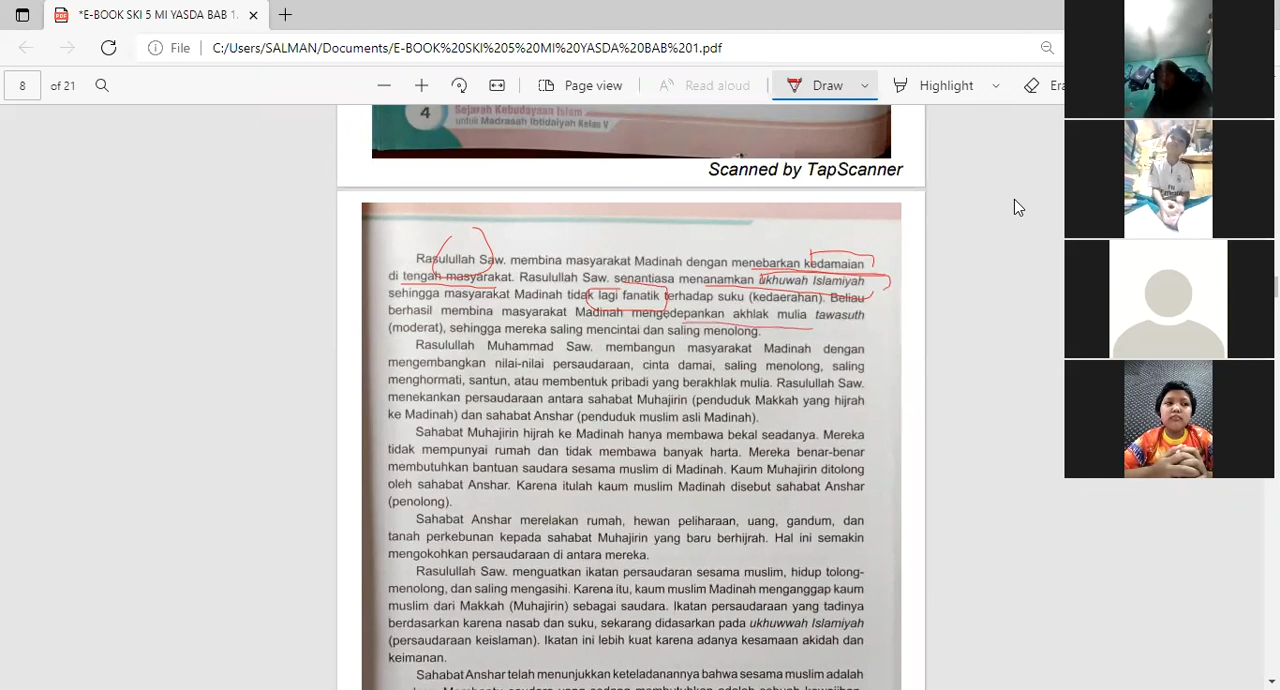 *E-BOOK SKI 5 MI YASDA BAB 1.
File
C:/Users/SALMAN/Documents/E-BOOK%20SKI%205%20MI%20YASDA%20BAB%201.pdf
8 of 21
Page view
Read aloud
Draw
Highlight
Era
4
Sejarah Kebudayaan Islam
untuk Madrasah Ibtidaiyah Kelas V
Scanned by TapScanner
Rasulullah Saw. membina masyarakat Madinah dengan menebarkan kedamaian
di tengah masyarakat. Rasulullah Saw. senantiasa menanamkan ukhuwah Islamiyah
sehingga masyarakat Madinah tidak lagi fanatik terhadap suku (kedaerahan). Beliau
berhasil membina masyarakat Madinah mengedepankan akhlak mulia tawasuth
(moderat), sehingga mereka saling mencintai dan saling menolong.
Rasulullah Muhammad Saw. membangun masyarakat Madinah dengan
mengembangkan nilai-nilai persaudaraan, cinta damai, saling menolong, saling
menghormati, santun, atau membentuk pribadi yang berakhlak mulia. Rasulullah Saw.
menekankan persaudaraan antara sahabat Muhajirin (penduduk Makkah yang hijrah
ke Madinah) dan sahabat Anshar (penduduk muslim asli Madinah).
Sahabat Muhajirin hijrah ke Madinah hanya membawa bekal seadanya. Mereka
tidak mempunyai rumah dan tidak membawa banyak harta. Mereka benar-benar
membutuhkan bantuan saudara sesama muslim di Madinah. Kaum Muhajirin ditolong
oleh sahabat Anshar. Karena itulah kaum muslim Madinah disebut sahabat Anshar
(penolong).
Sahabat Anshar merelakan rumah, hewan peliharaan, uang, gandum, dan
tanah perkebunan kepada sahabat Muhajirin yang baru berhijrah. Hal ini semakin
mengokohkan persaudaraan di antara mereka.
Rasulullah Saw. menguatkan ikatan persaudaran sesama muslim, hidup tolong-
menolong, dan saling mengasihi. Karena itu, kaum muslim Madinah menganggap kaum
muslim dari Makkah (Muhajirin) sebagai saudara. Ikatan persaudaraan yang tadinya
berdasarkan karena nasab dan suku, sekarang didasarkan pada ukhuwwah Islamiyah
(persaudaraan keislaman). Ikatan ini lebih kuat karena adanya kesamaan akidah dan
keimanan.
Sahabat Anshar telah menunjukkan keteladanannya bahwa sesama muslim adalah